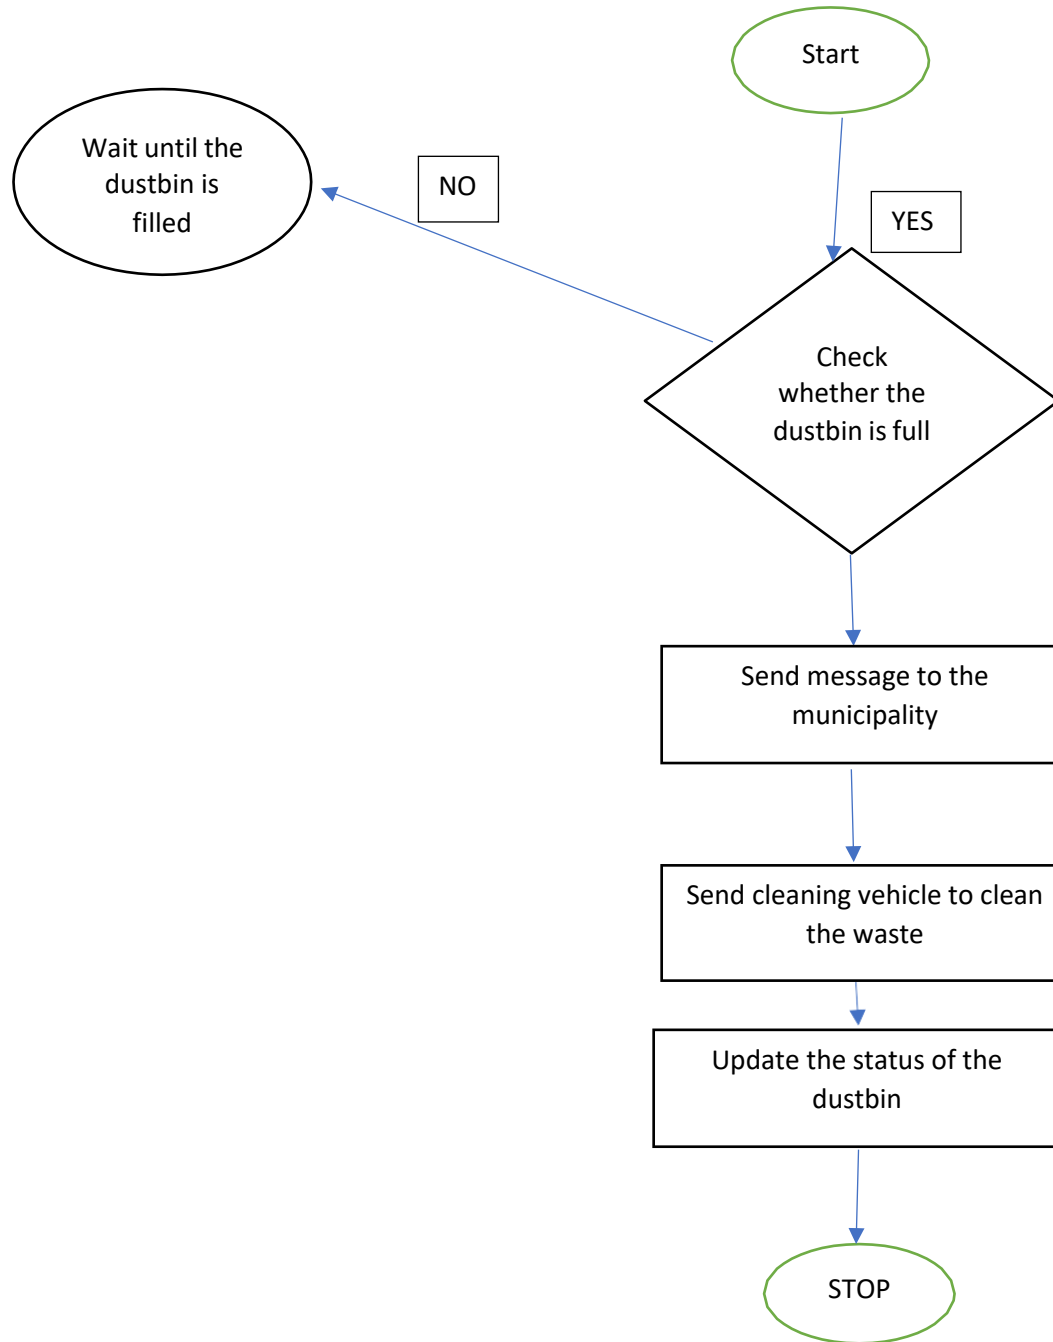 Start
Wait until the
dustbin is
filled
NO
YES
Check
whether the
dustbin is full
Send message to the
municipality
Send cleaning vehicle to clean
the waste
Update the status of the
dustbin
STOP